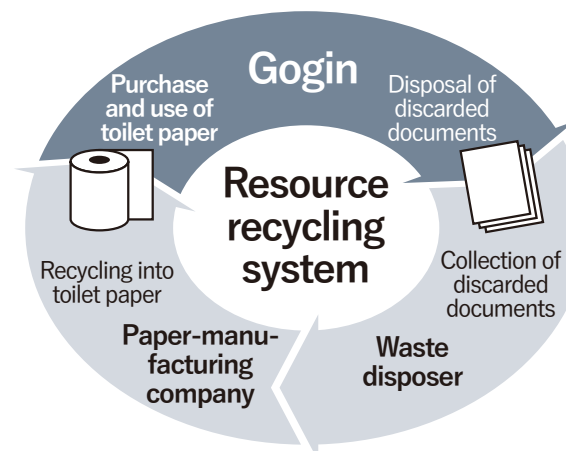 Gogin
Purchase
and use of
toilet paper
Disposal of
discarded
documents
Resource
recycling
system
Collection of
discarded
documents
Waste
disposer
Recycling into
toilet paper
Paper-manu-
facturing
company